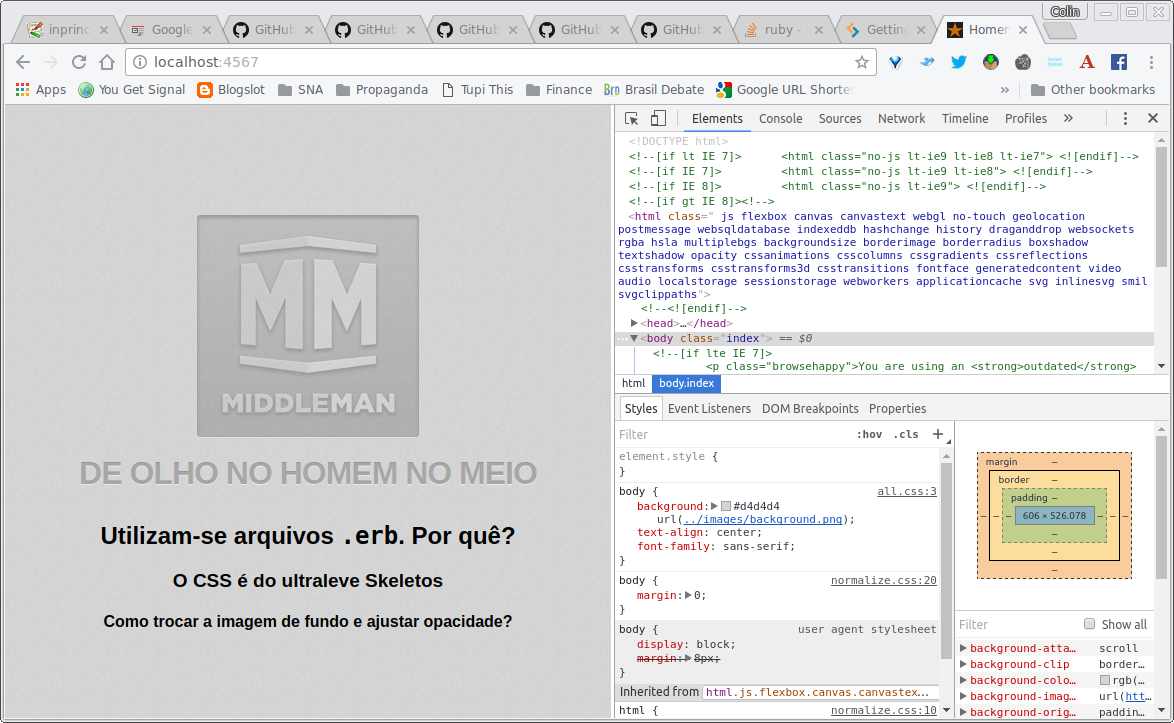 Colin
inprinc
Google
GitHub
GitHub
GitHub
GitHub
GitHub
ruby -
Getting
Homem
localhost:4567
Apps
You Get Signal
Blogslot
SNA
Propaganda
Tupi This
Finance
Bro Brasil Debate
Google URL Shorte
»
Other bookmarks
MM
MIDDLEMAN
DE OLHO NO HOMEM NO MEIO
Utilizam-se arquivos .erb. Por quê?
O CSS é do ultraleve Skeletos
Como trocar a imagem de fundo e ajustar opacidade?
Elements Console Sources Network Timeline Profiles »
<!DOCTYPE html>
<!--[if lt IE 7]> <html class="no-js lt-ie9 lt-ie8 lt-ie7"> <![endif]-->
<!--[if IE 7]> <html class="no-js lt-ie9 lt-ie8"> <![endif]-->
<!--[if IE 8]> <html class="no-js lt-ie9"> <![endif]-->
<!--[if gt IE 8]><!-->
<html class=" js flexbox canvas canvastext webgl no-touch geolocation
postmessage websqldatabase indexeddb hashchange history draganddrop websockets
rgba hsla multiplebgs backgroundsize borderimage borderradius boxshadow
textshadow opacity cssanimations csscolumns cssgradients cssreflections
csstransforms csstransforms3d csstransitions fontface generatedcontent video
audio localstorage sessionstorage webworkers applicationcache svg inlinesvg smil
svgclippaths">
<!--<![endif]-->
<head>…</head>
<body class="index"> == $0
<!--[if lte IE 7]>
<p class="browsehappy">You are using an <strong>outdated</strong>
html body.index
Styles Event Listeners DOM Breakpoints Properties
Filter :hov .cls +
element.style {
}
body { all.css:3
background: #d4d4d4
url(../images/background.png);
text-align: center;
font-family: sans-serif;
}
body { normalize.css:20
margin: 0;
}
body { user agent stylesheet
display: block;
margin: 8px;
}
Inherited from html.js.flexbox.canvas.canvastex…
html { normalize.css:10
margin –
border –
padding –
– – – 606 × 526.078 – – –
–
–
–
Filter Show all
background-atta… scroll
background-clip border…
background-colo… rgb(…
background-imag… url(htt…
background-orig… paddin…